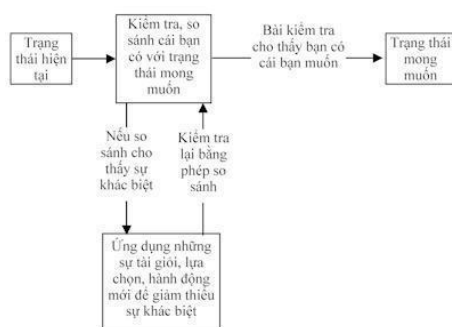 Trạng
thái hiện
tại
Kiểm tra, so
sánh cái bạn
có với trạng
thái mong
muốn
Bài kiểm tra
cho thấy bạn có
cái bạn muốn
Trạng thái
mong
muốn
Nếu so
sánh cho
thấy sự
khác biệt
Kiểm tra
lại bằng
phép so
sánh
Ứng dụng những
sự tài giỏi, lựa
chọn, hành động
mới để giảm thiểu
sự khác biệt